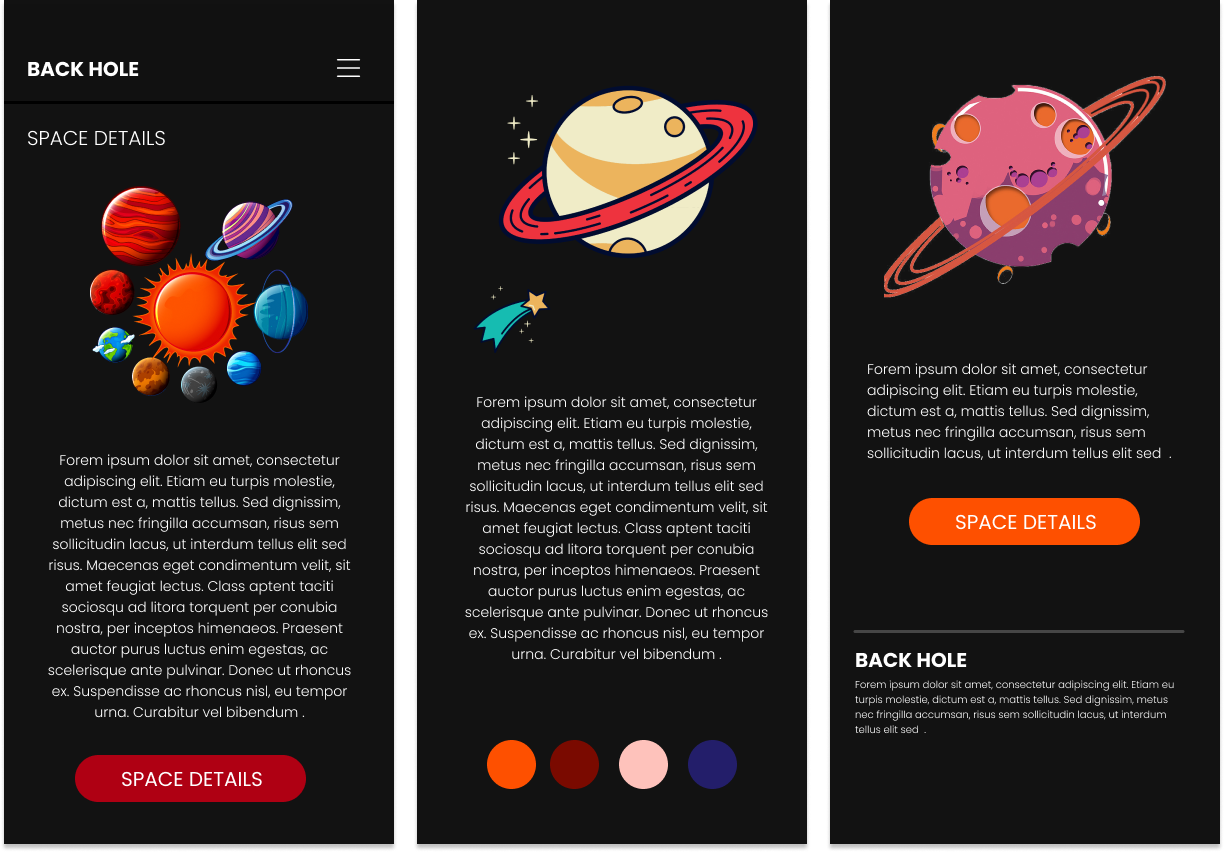 BACK HOLE
SPACE DETAILS
Forem ipsum dolor sit amet, consectetur
adipiscing elit. Etiam eu turpis molestie,
dictum est a, mattis tellus. Sed dignissim,
metus nec fringilla accumsan, risus sem
sollicitudin lacus, ut interdum tellus elit sed
risus. Maecenas eget condimentum velit, sit
amet feugiat lectus. Class aptent taciti
sociosqu ad litora torquent per conubia
nostra, per inceptos himenaeos. Praesent
auctor purus luctus enim egestas, ac
scelerisque ante pulvinar. Donec ut rhoncus
ex. Suspendisse ac rhoncus nisl, eu tempor
urna. Curabitur vel bibendum .
SPACE DETAILS
Forem ipsum dolor sit amet, consectetur
adipiscing elit. Etiam eu turpis molestie,
dictum est a, mattis tellus. Sed dignissim,
metus nec fringilla accumsan, risus sem
sollicitudin lacus, ut interdum tellus elit sed
risus. Maecenas eget condimentum velit, sit
amet feugiat lectus. Class aptent taciti
sociosqu ad litora torquent per conubia
nostra, per inceptos himenaeos. Praesent
auctor purus luctus enim egestas, ac
scelerisque ante pulvinar. Donec ut rhoncus
ex. Suspendisse ac rhoncus nisl, eu tempor
urna. Curabitur vel bibendum .
Forem ipsum dolor sit amet, consectetur
adipiscing elit. Etiam eu turpis molestie,
dictum est a, mattis tellus. Sed dignissim,
metus nec fringilla accumsan, risus sem
sollicitudin lacus, ut interdum tellus elit sed .
SPACE DETAILS
BACK HOLE
Forem ipsum dolor sit amet, consectetur adipiscing elit. Etiam eu
turpis molestie, dictum est a, mattis tellus. Sed dignissim, metus
nec fringilla accumsan, risus sem sollicitudin lacus, ut interdum
tellus elit sed .